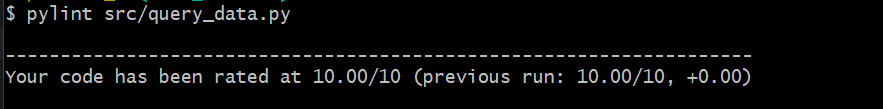 $ pylint src/query_data.py
--------------------------------------------------------------------
Your code has been rated at 10.00/10 (previous run: 10.00/10, +0.00)